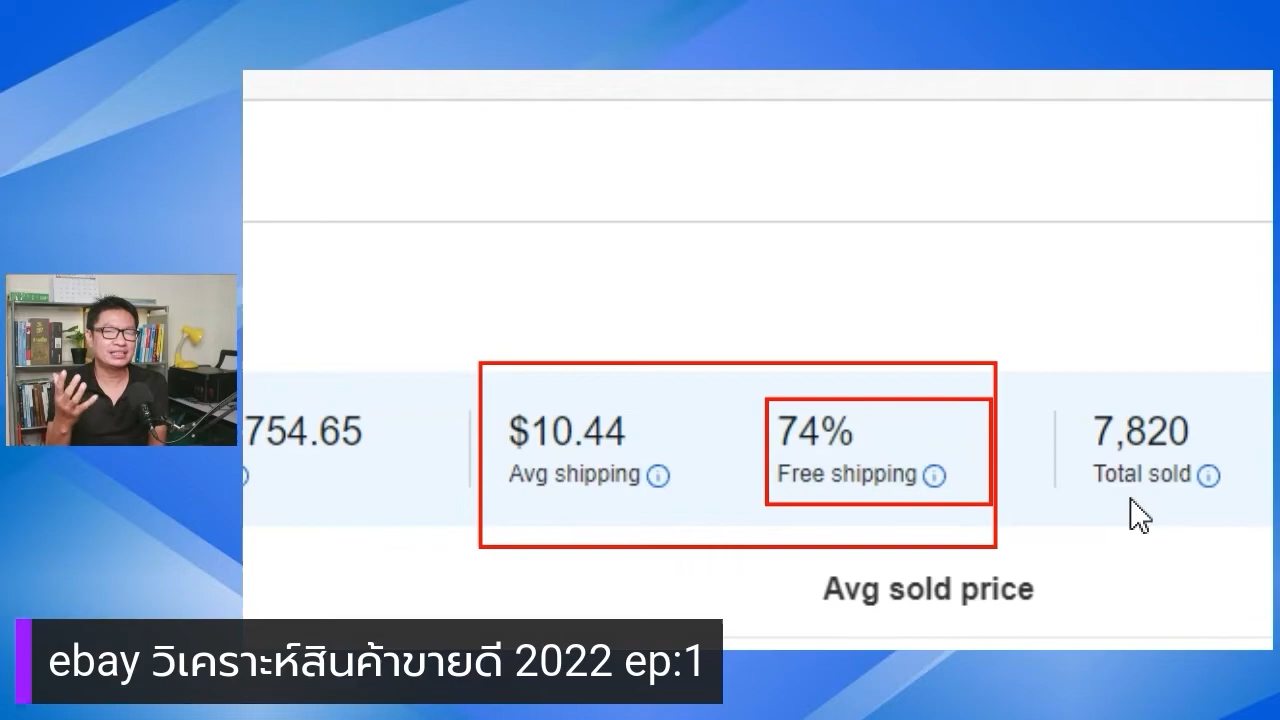 754.65
$10.44
Avg shipping
74%
Free shipping
7,820
Total sold
Avg sold price
ebay วิเคราะห์สินค้าขายดี 2022 ep:1